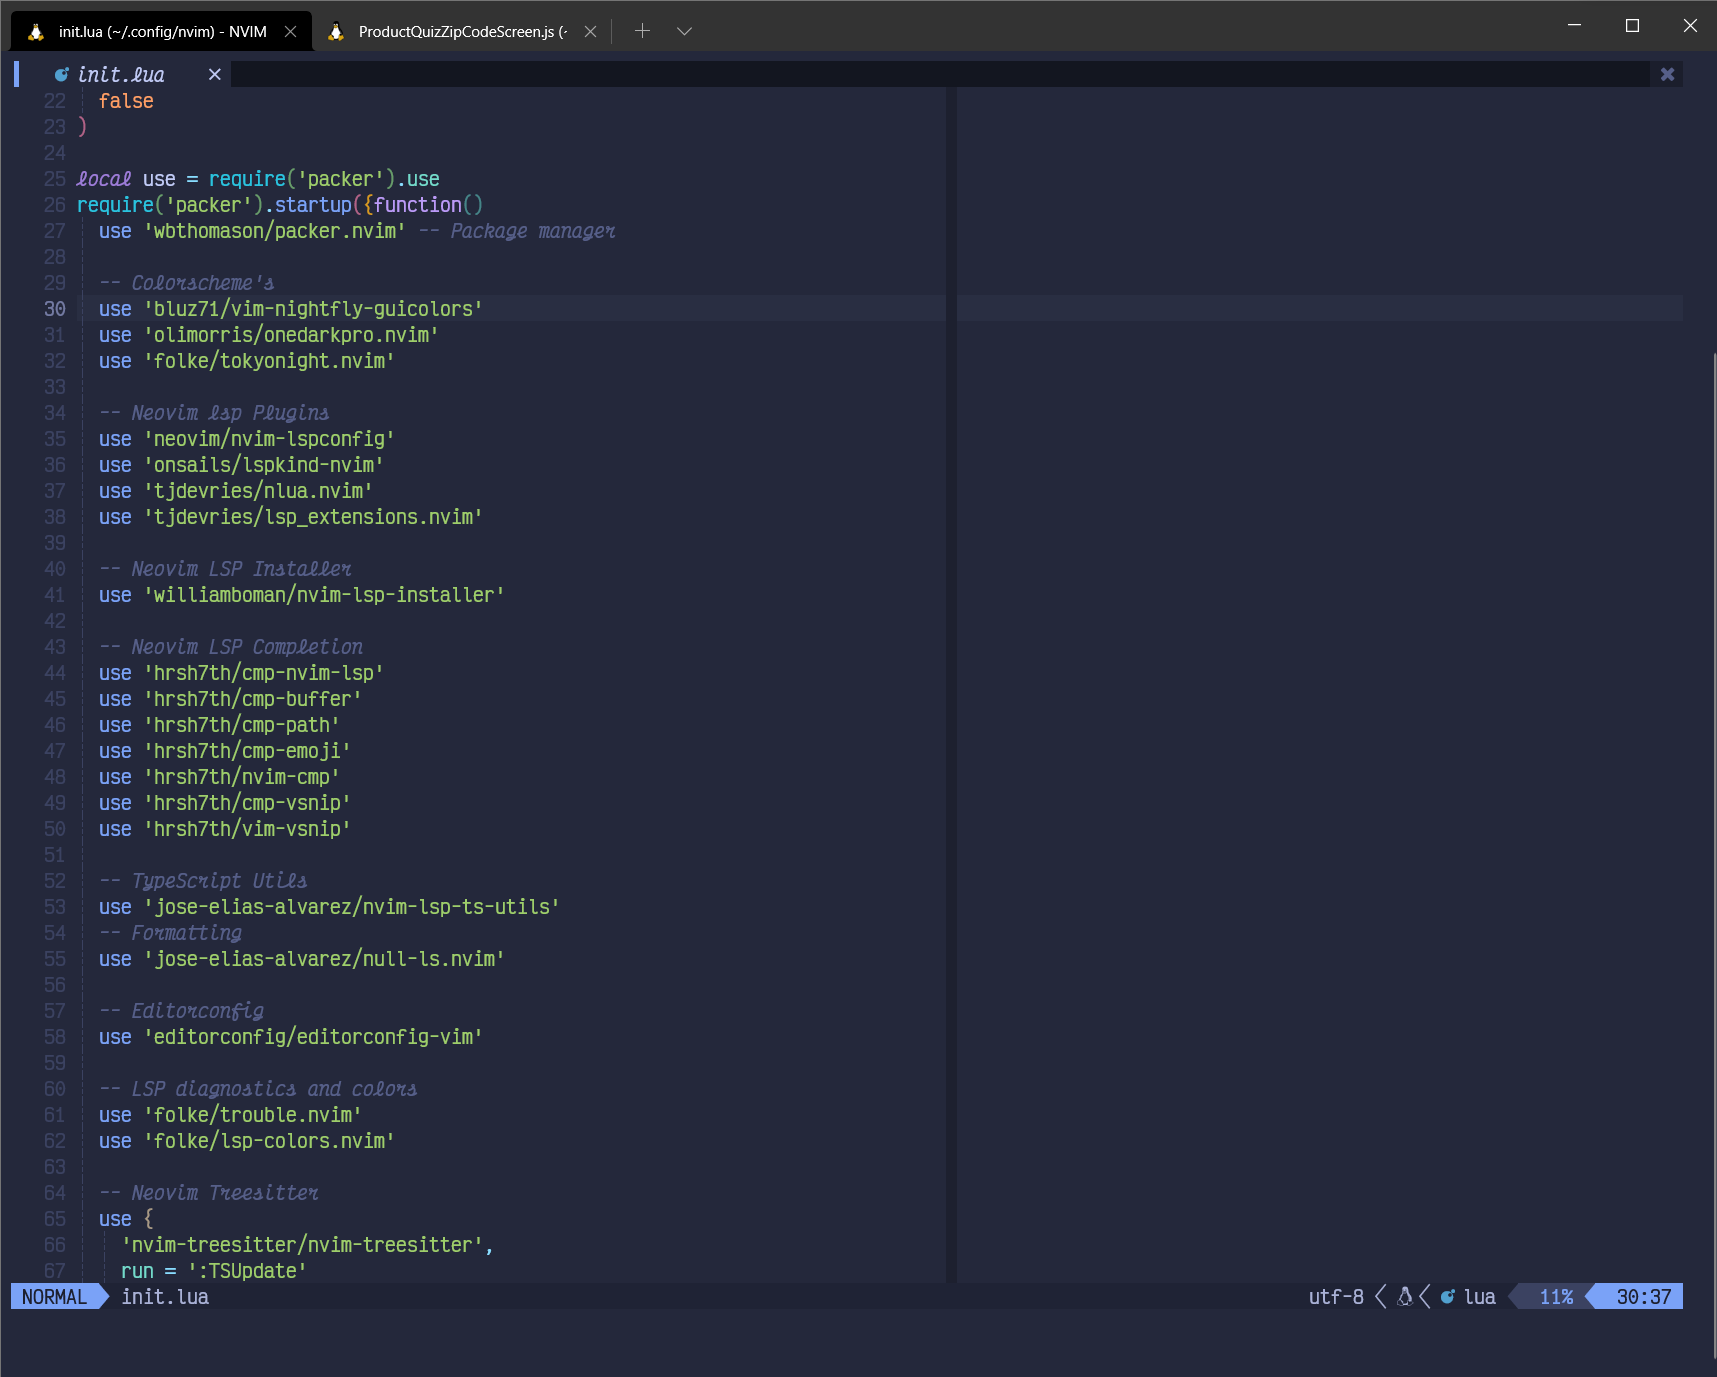 init.lua (~/.config/nvim) - NVIM
ProductQuizZipCodeScreen.js (-
init.lua
22 false
23 )
24
25 local use = require('packer').use
26 require('packer').startup({function()
27 use 'wbthomason/packer.nvim' -- Package manager
28
29 -- Colorscheme's
30 use 'bluz71/vim-nightfly-guicolors'
31 use 'olimorris/onedarkpro.nvim'
32 use 'folke/tokyonight.nvim'
33
34 -- Neovim lsp Plugins
35 use 'neovim/nvim-lspconfig'
36 use 'onsails/lspkind-nvim'
37 use 'tjdevries/nlua.nvim'
38 use 'tjdevries/lsp_extensions.nvim'
39
40 -- Neovim LSP Installer
41 use 'williamboman/nvim-lsp-installer'
42
43 -- Neovim LSP Completion
44 use 'hrsh7th/cmp-nvim-lsp'
45 use 'hrsh7th/cmp-buffer'
46 use 'hrsh7th/cmp-path'
47 use 'hrsh7th/cmp-emoji'
48 use 'hrsh7th/nvim-cmp'
49 use 'hrsh7th/cmp-vsnip'
50 use 'hrsh7th/vim-vsnip'
51
52 -- TypeScript Utils
53 use 'jose-elias-alvarez/nvim-lsp-ts-utils'
54 -- Formatting
55 use 'jose-elias-alvarez/null-ls.nvim'
56
57 -- Editorconfig
58 use 'editorconfig/editorconfig-vim'
59
60 -- LSP diagnostics and colors
61 use 'folke/trouble.nvim'
62 use 'folke/lsp-colors.nvim'
63
64 -- Neovim Treesitter
65 use {
66 'nvim-treesitter/nvim-treesitter',
67 run = ':TSUpdate'
NORMAL init.lua utf-8 lua 11% 30:37